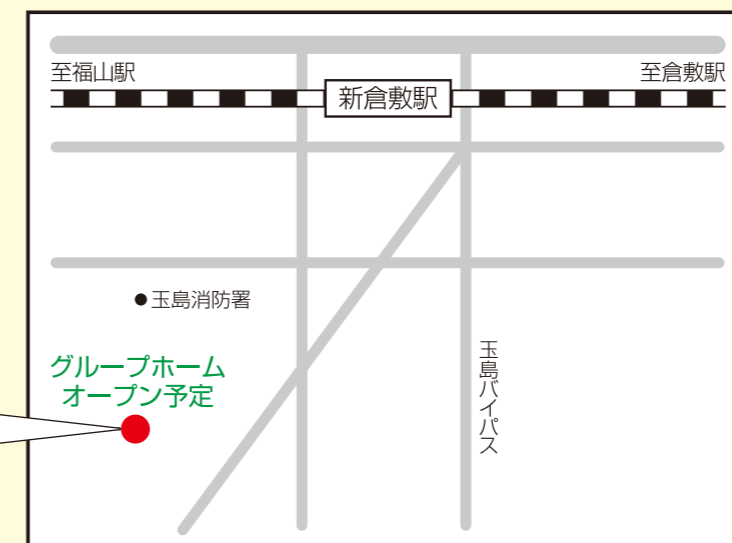 至福山駅
至倉敷駅
新倉敷駅
玉島消防署
グループホーム
オープン予定
玉島バイパス